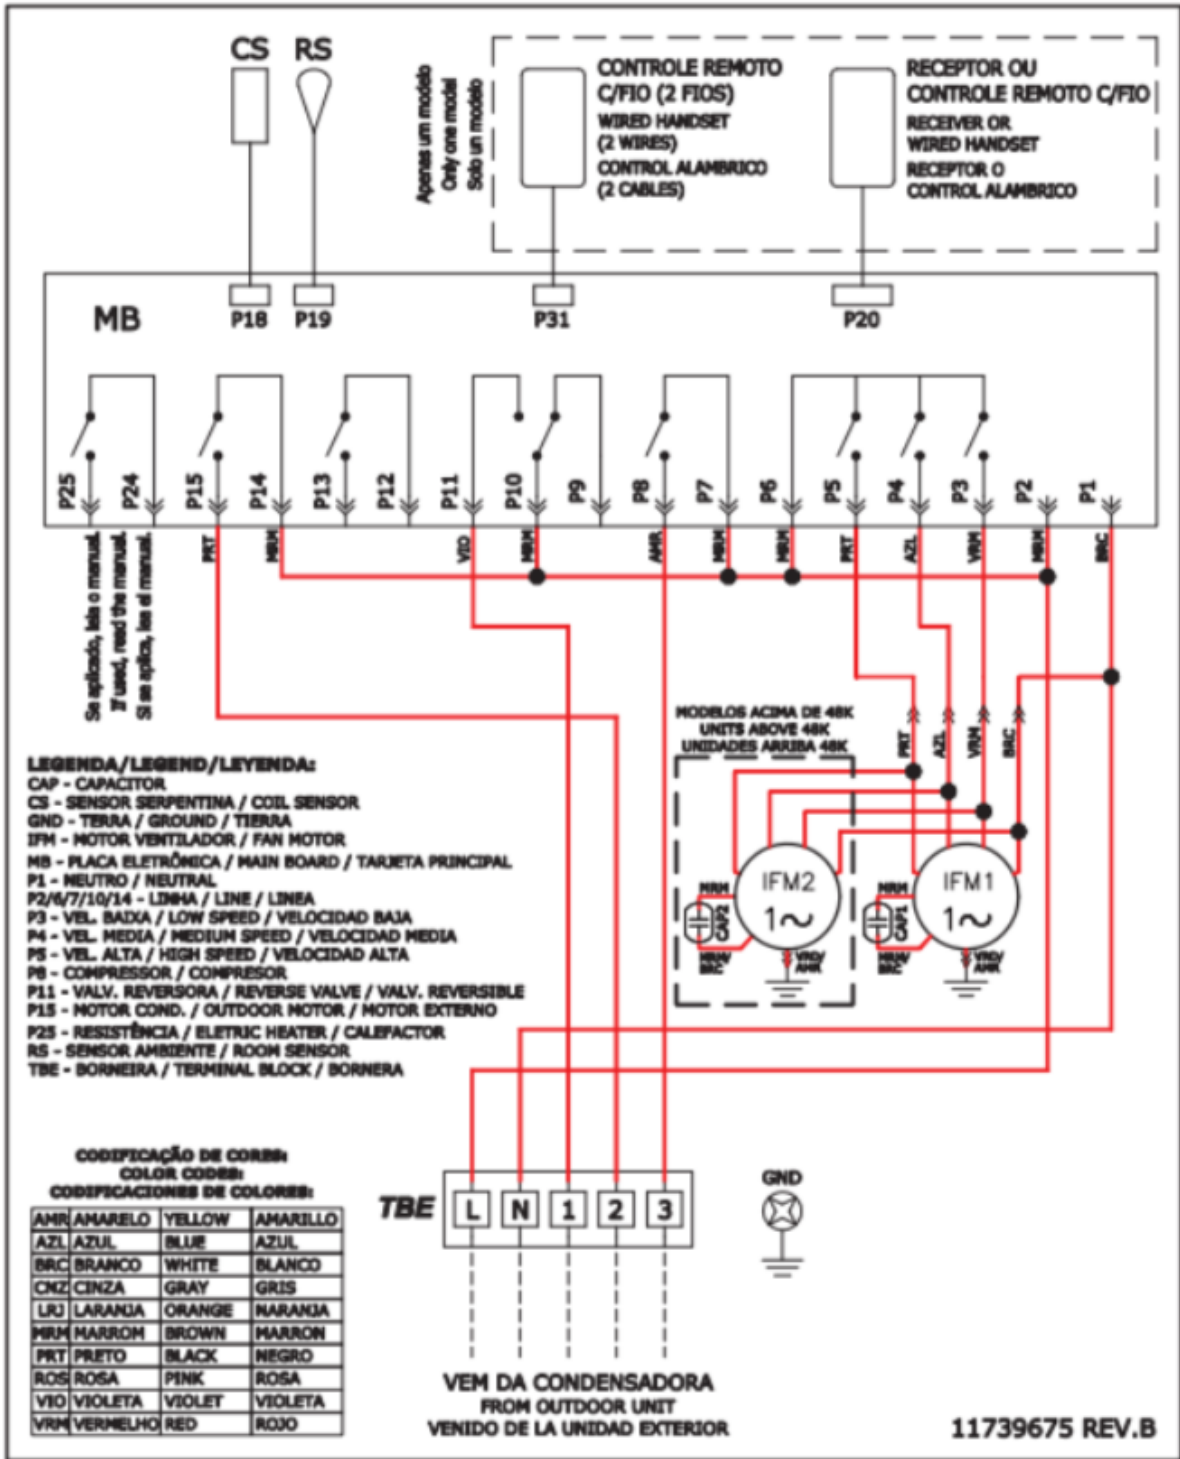 CS RS
Apenas um modelo
Only one model
Solo un modelo
CONTROLE REMOTO
C/FIO (2 FIOS)
WIRED HANDSET
(2 WIRES)
CONTROL ALAMBRICO
(2 CABLES)
RECEPTOR OU
CONTROLE REMOTO C/FIO
RECEIVER OR
WIRED HANDSET
RECEPTOR O
CONTROL ALAMBRICO
MB
P18 P19 P31 P20
P25 P24 P15 P14 P13 P12 P11 P10 P9 P8 P7 P6 P5 P4 P3 P2 P1
Se aplicado, leia o manual.
If used, read the manual.
Si se aplica, lea el manual.
PRT MRM VIO MRM AMR MRM MRM PRT AZL VRM MRM BRC
MODELOS ACIMA DE 48K
UNITS ABOVE 48K
UNIDADES ARRIBA 48K
PRT AZL VRM BRC
IFM2
1~
MRM
CAP2
MRM/
BRC
VRD/
AMR
IFM1
1~
MRM
CAP1
MRM/
BRC
VRD/
AMR
LEGENDA/LEGEND/LEYENDA:
CAP - CAPACITOR
CS - SENSOR SERPENTINA / COIL SENSOR
GND - TERRA / GROUND / TIERRA
IFM - MOTOR VENTILADOR / FAN MOTOR
MB - PLACA ELETRÔNICA / MAIN BOARD / TARJETA PRINCIPAL
P1 - NEUTRO / NEUTRAL
P2/6/7/10/14 - LINHA / LINE / LINEA
P3 - VEL. BAIXA / LOW SPEED / VELOCIDAD BAJA
P4 - VEL. MEDIA / MEDIUM SPEED / VELOCIDAD MEDIA
P5 - VEL. ALTA / HIGH SPEED / VELOCIDAD ALTA
P8 - COMPRESSOR / COMPRESOR
P11 - VALV. REVERSORA / REVERSE VALVE / VALV. REVERSIBLE
P15 - MOTOR COND. / OUTDOOR MOTOR / MOTOR EXTERNO
P25 - RESISTÊNCIA / ELETRIC HEATER / CALEFACTOR
RS - SENSOR AMBIENTE / ROOM SENSOR
TBE - BORNEIRA / TERMINAL BLOCK / BORNERA
CODIFICAÇÃO DE CORES:
COLOR CODES:
CODIFICACIONES DE COLORES:
AMR AMARELO YELLOW AMARILLO
AZL AZUL BLUE AZUL
BRC BRANCO WHITE BLANCO
CNZ CINZA GRAY GRIS
LRJ LARANJA ORANGE NARANJA
MRM MARROM BROWN MARRON
PRT PRETO BLACK NEGRO
ROS ROSA PINK ROSA
VIO VIOLETA VIOLET VIOLETA
VRM VERMELHO RED ROJO
TBE L N 1 2 3
GND
VEM DA CONDENSADORA
FROM OUTDOOR UNIT
VENIDO DE LA UNIDAD EXTERIOR
11739675 REV.B